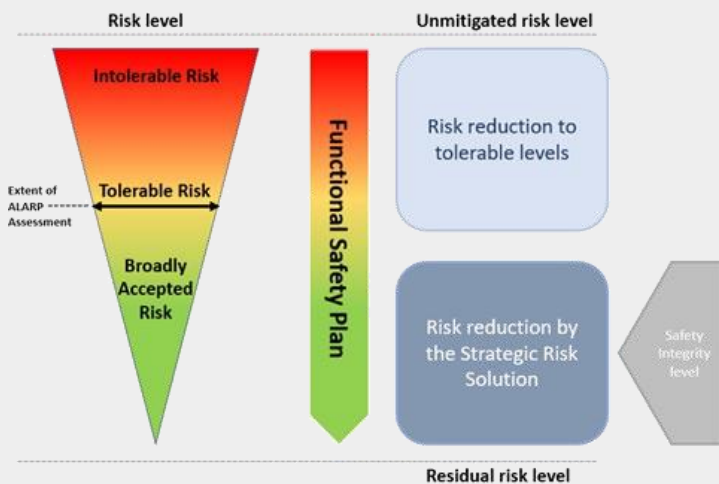 Risk level
Unmitigated risk level
Intolerable Risk
Extent of
ALARP
Assessment
Tolerable Risk
Broadly
Accepted
Risk
Functional Safety Plan
Risk reduction to
tolerable levels
Risk reduction by
the Strategic Risk
Solution
Safety
Integrity
level
Residual risk level